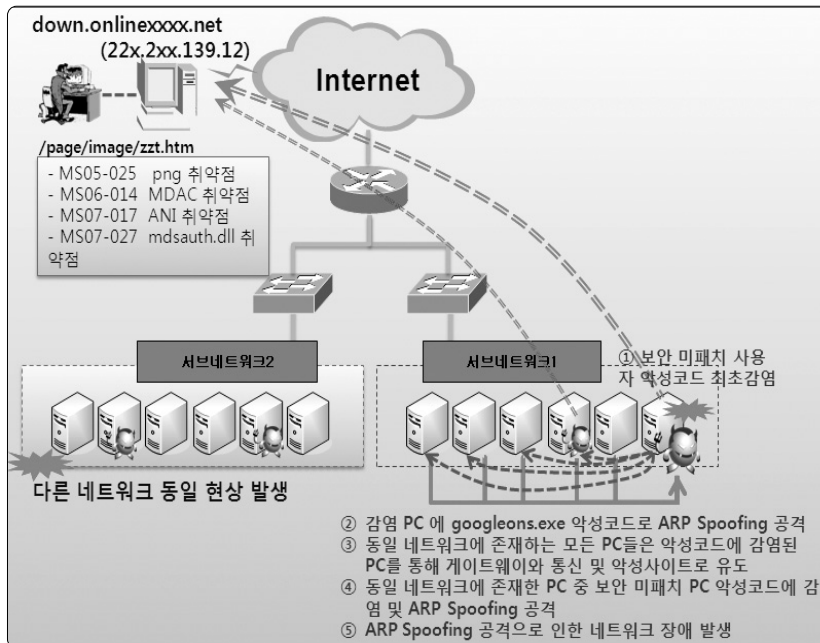 down.onlinexxxx.net
(22x.2xx.139.12)
Internet
/page/image/zzt.htm
- MS05-025 png 취약점
- MS06-014 MDAC 취약점
- MS07-017 ANI 취약점
- MS07-027 mdsauth.dll 취
약점
서브네트워크2
서브네트워크1
① 보안 미패치 사용
자 악성코드 최초감염
다른 네트워크 동일 현상 발생
② 감염 PC 에 googleons.exe 악성코드로 ARP Spoofing 공격
③ 동일 네트워크에 존재하는 모든 PC들은 악성코드에 감염된
PC를 통해 게이트웨이와 통신 및 악성사이트로 유도
④ 동일 네트워크에 존재한 PC 중 보안 미패치 PC 악성코드에 감
염 및 ARP Spoofing 공격
⑤ ARP Spoofing 공격으로 인한 네트워크 장애 발생